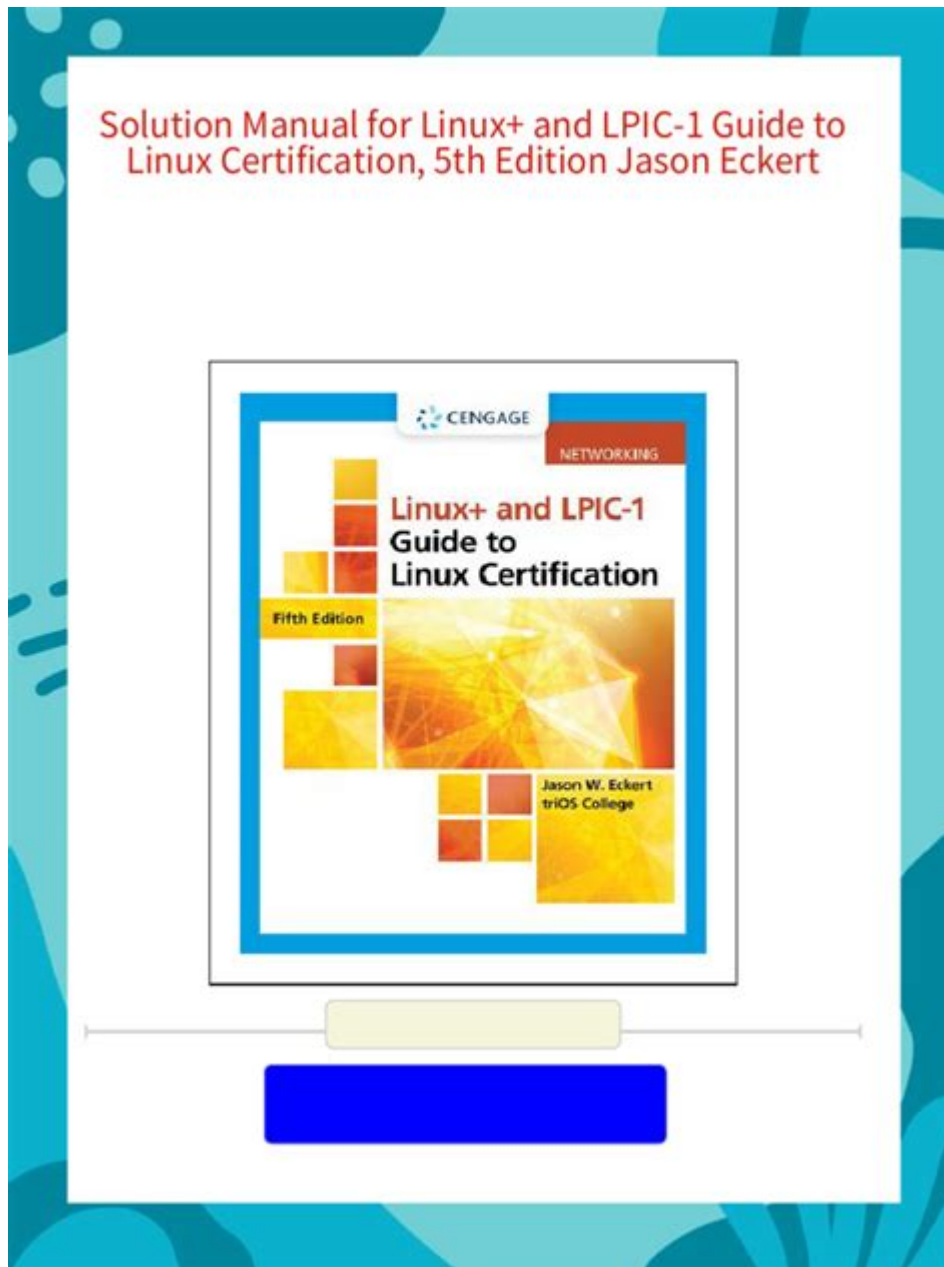 Solution Manual for Linux+ and LPIC-1 Guide to
Linux Certification, 5th Edition Jason Eckert
CENGAGE
NETWORKING
Linux+ and LPIC-1
Guide to
Linux Certification
Fifth Edition
Jason W. Eckert
triOS College